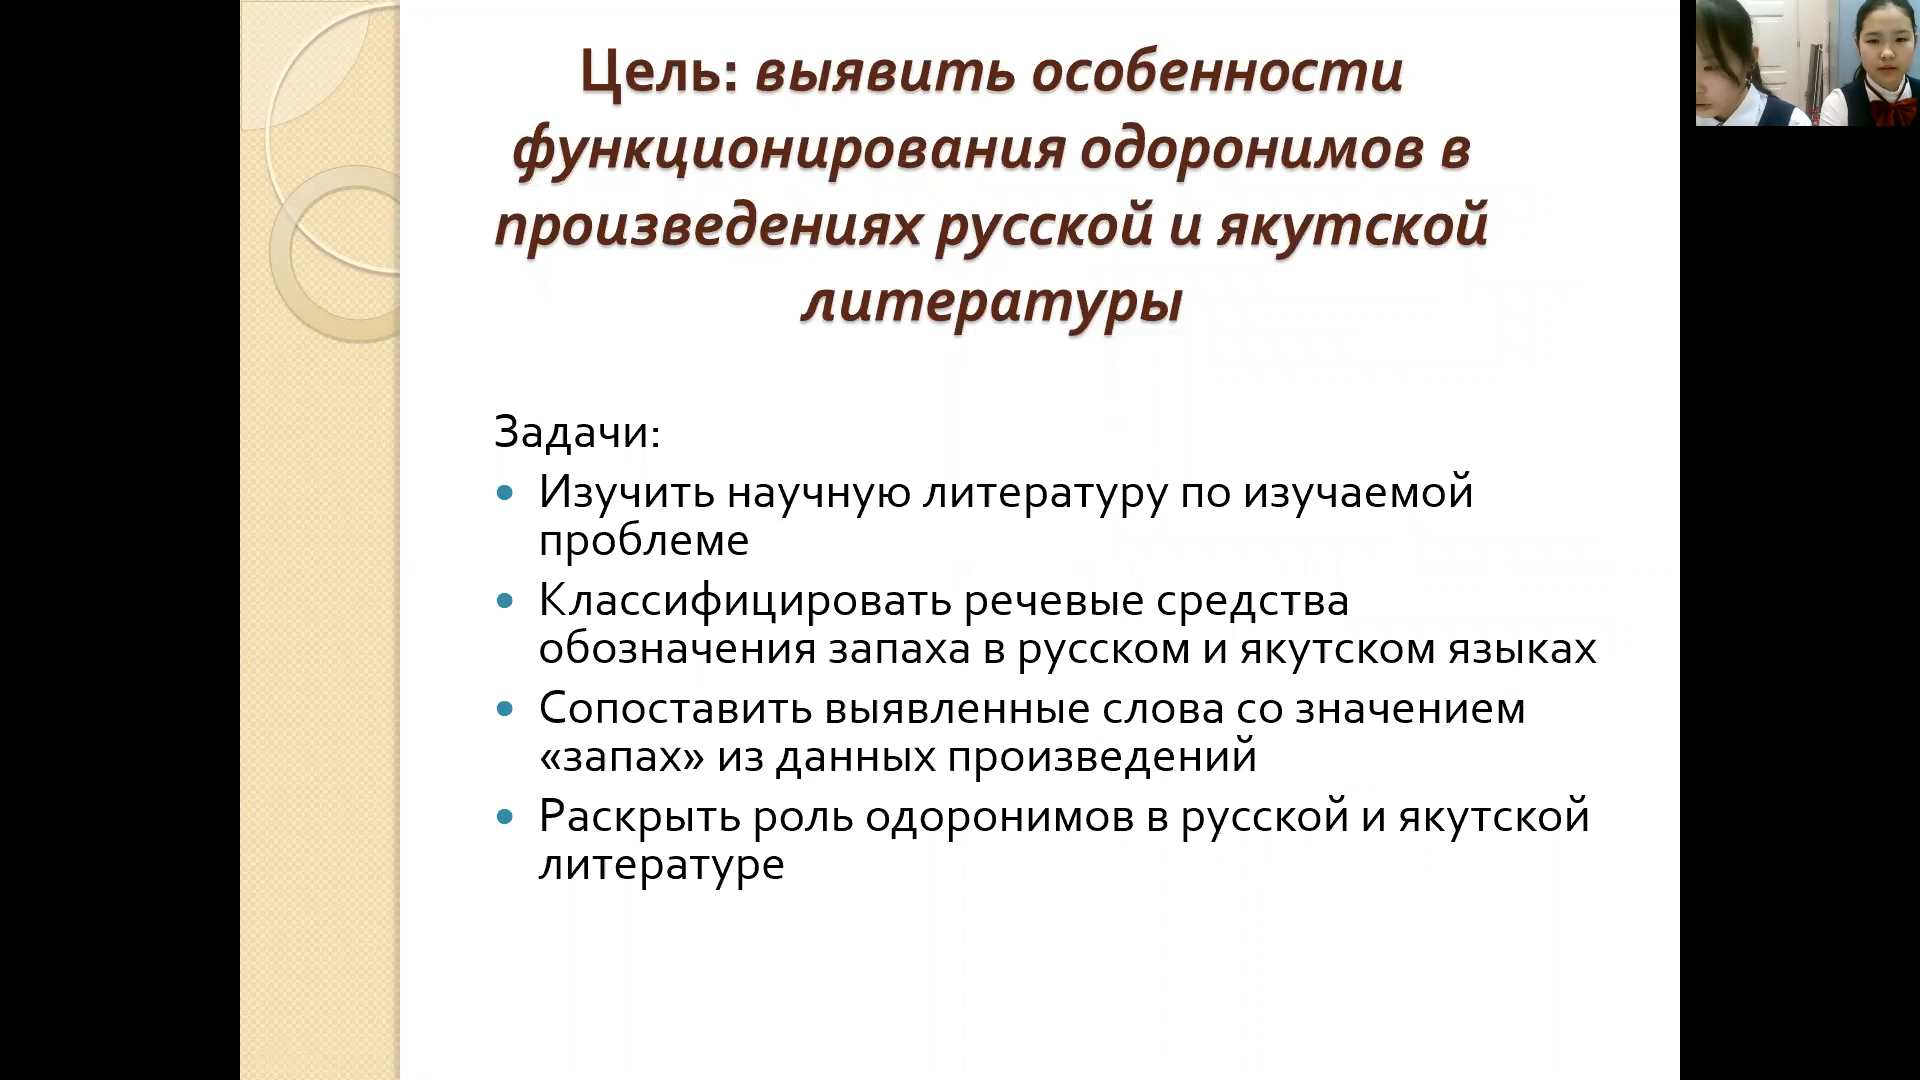 Цель: выявить особенности
функционирования одоронимов в
произведениях русской и якутской
литературы
Задачи:
• Изучить научную литературу по изучаемой
проблеме
• Классифицировать речевые средства
обозначения запаха в русском и якутском языках
• Сопоставить выявленные слова со значением
«запах» из данных произведений
• Раскрыть роль одоронимов в русской и якутской
литературе